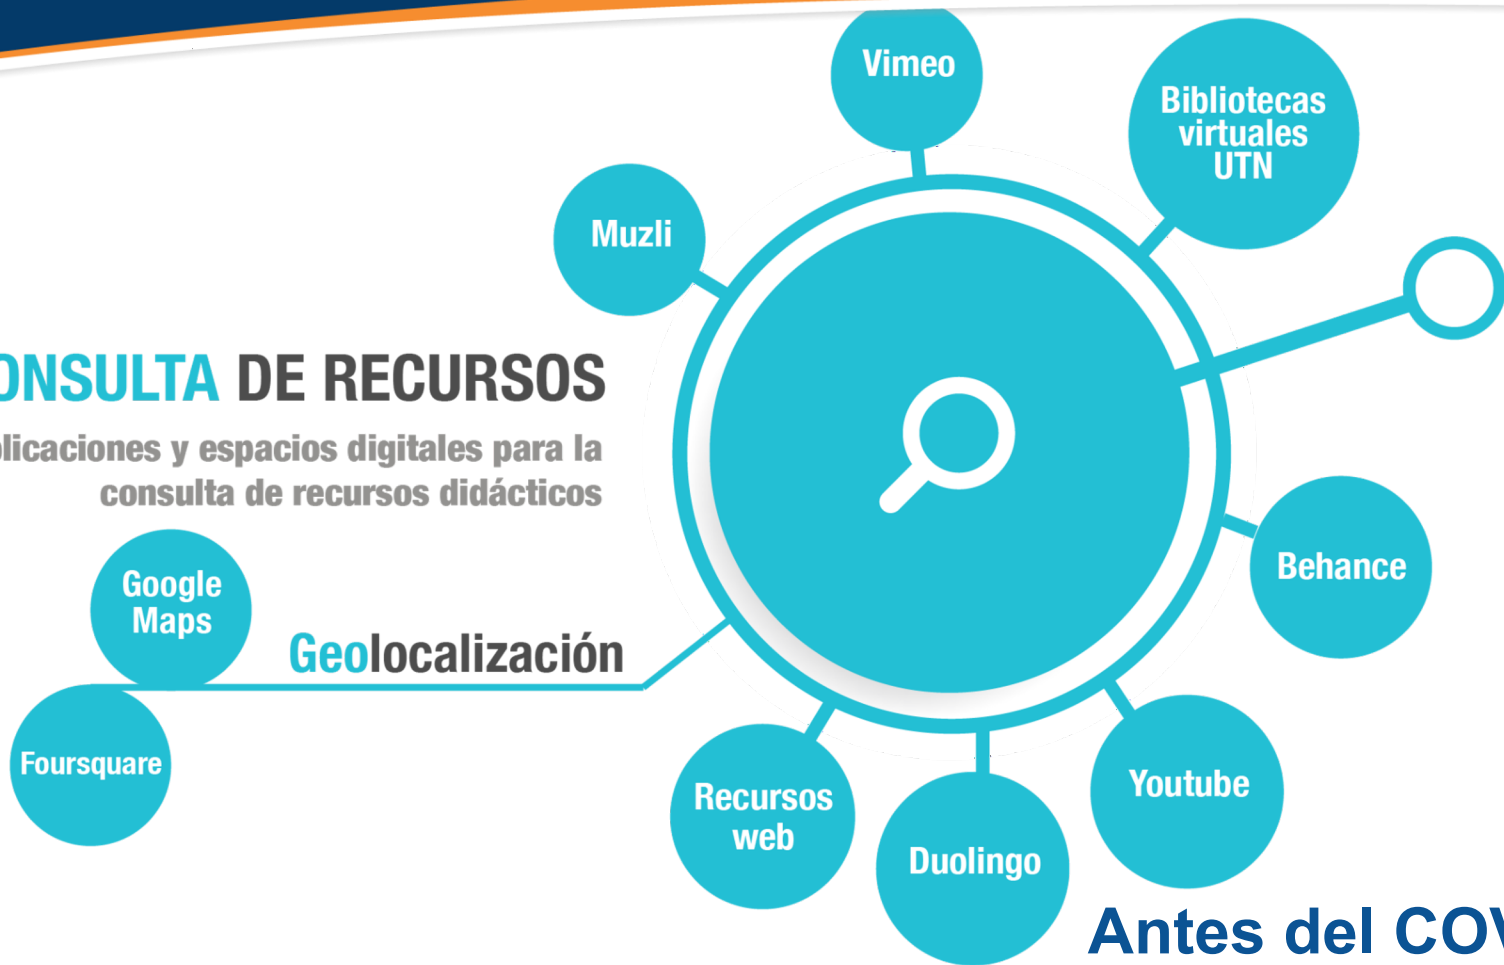 Vimeo
Bibliotecas
virtuales
UTN
Muzli
ONSULTA DE RECURSOS
licaciones y espacios digitales para la
consulta de recursos didácticos
Google
Maps
Geolocalización
Foursquare
Behance
Recursos
web
Duolingo
Youtube
Antes del COV